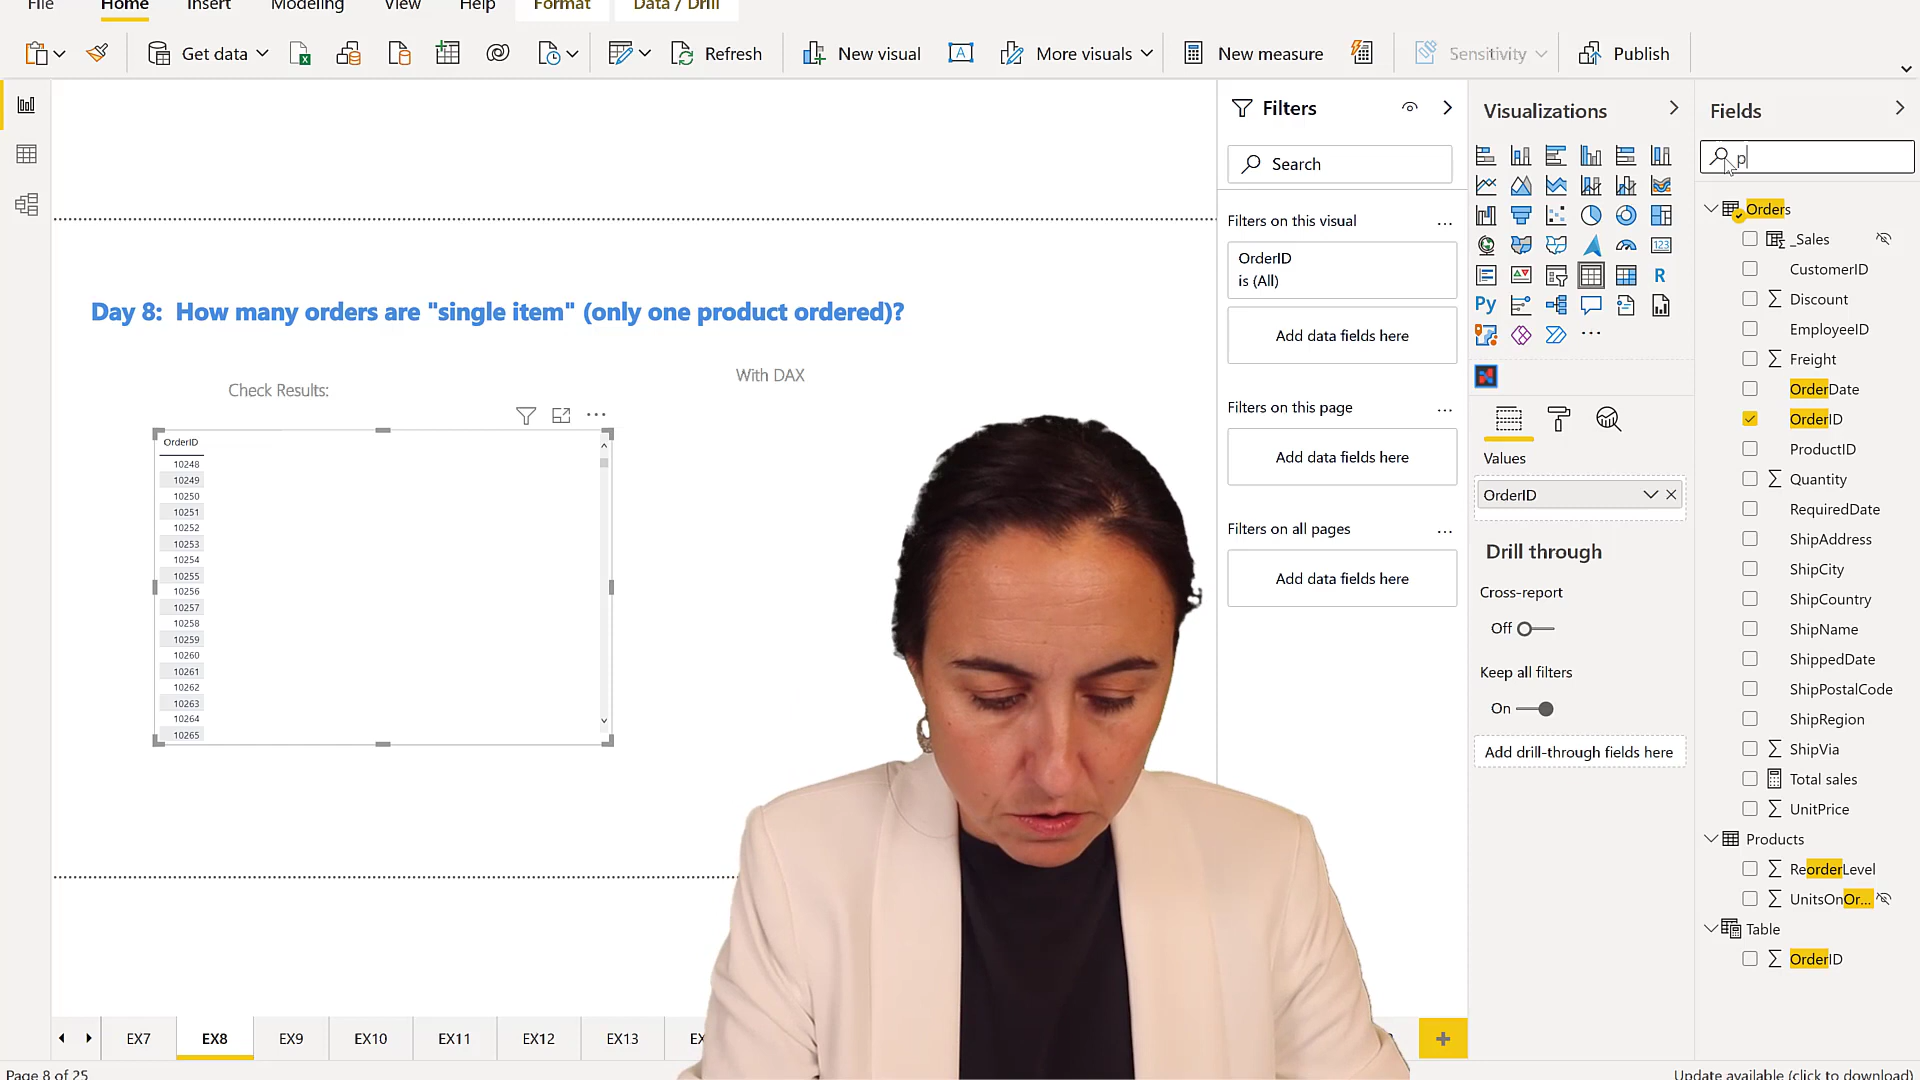 File Home Insert Modeling View Help Format Data / Drill
Get data Refresh New visual A More visuals New measure Sensitivity Publish
Filters
Search
Filters on this visual
OrderID
is (All)
Add data fields here
Filters on this page
Add data fields here
Filters on all pages
Add data fields here
Visualizations
123
R
Py
Values
OrderID
Drill through
Cross-report
Off
Keep all filters
On
Add drill-through fields here
Fields
p
Orders
_Sales
CustomerID
Discount
EmployeeID
Freight
OrderDate
OrderID
ProductID
Quantity
RequiredDate
ShipAddress
ShipCity
ShipCountry
ShipName
ShippedDate
ShipPostalCode
ShipRegion
ShipVia
Total sales
UnitPrice
Products
ReorderLevel
UnitsOnOr...
Table
OrderID
Day 8: How many orders are "single item" (only one product ordered)?
Check Results:
With DAX
OrderID
10248
10249
10250
10251
10252
10253
10254
10255
10256
10257
10258
10259
10260
10261
10262
10263
10264
10265
EX7 EX8 EX9 EX10 EX11 EX12 EX13 EX
Page 8 of 25
Update available (click to download)